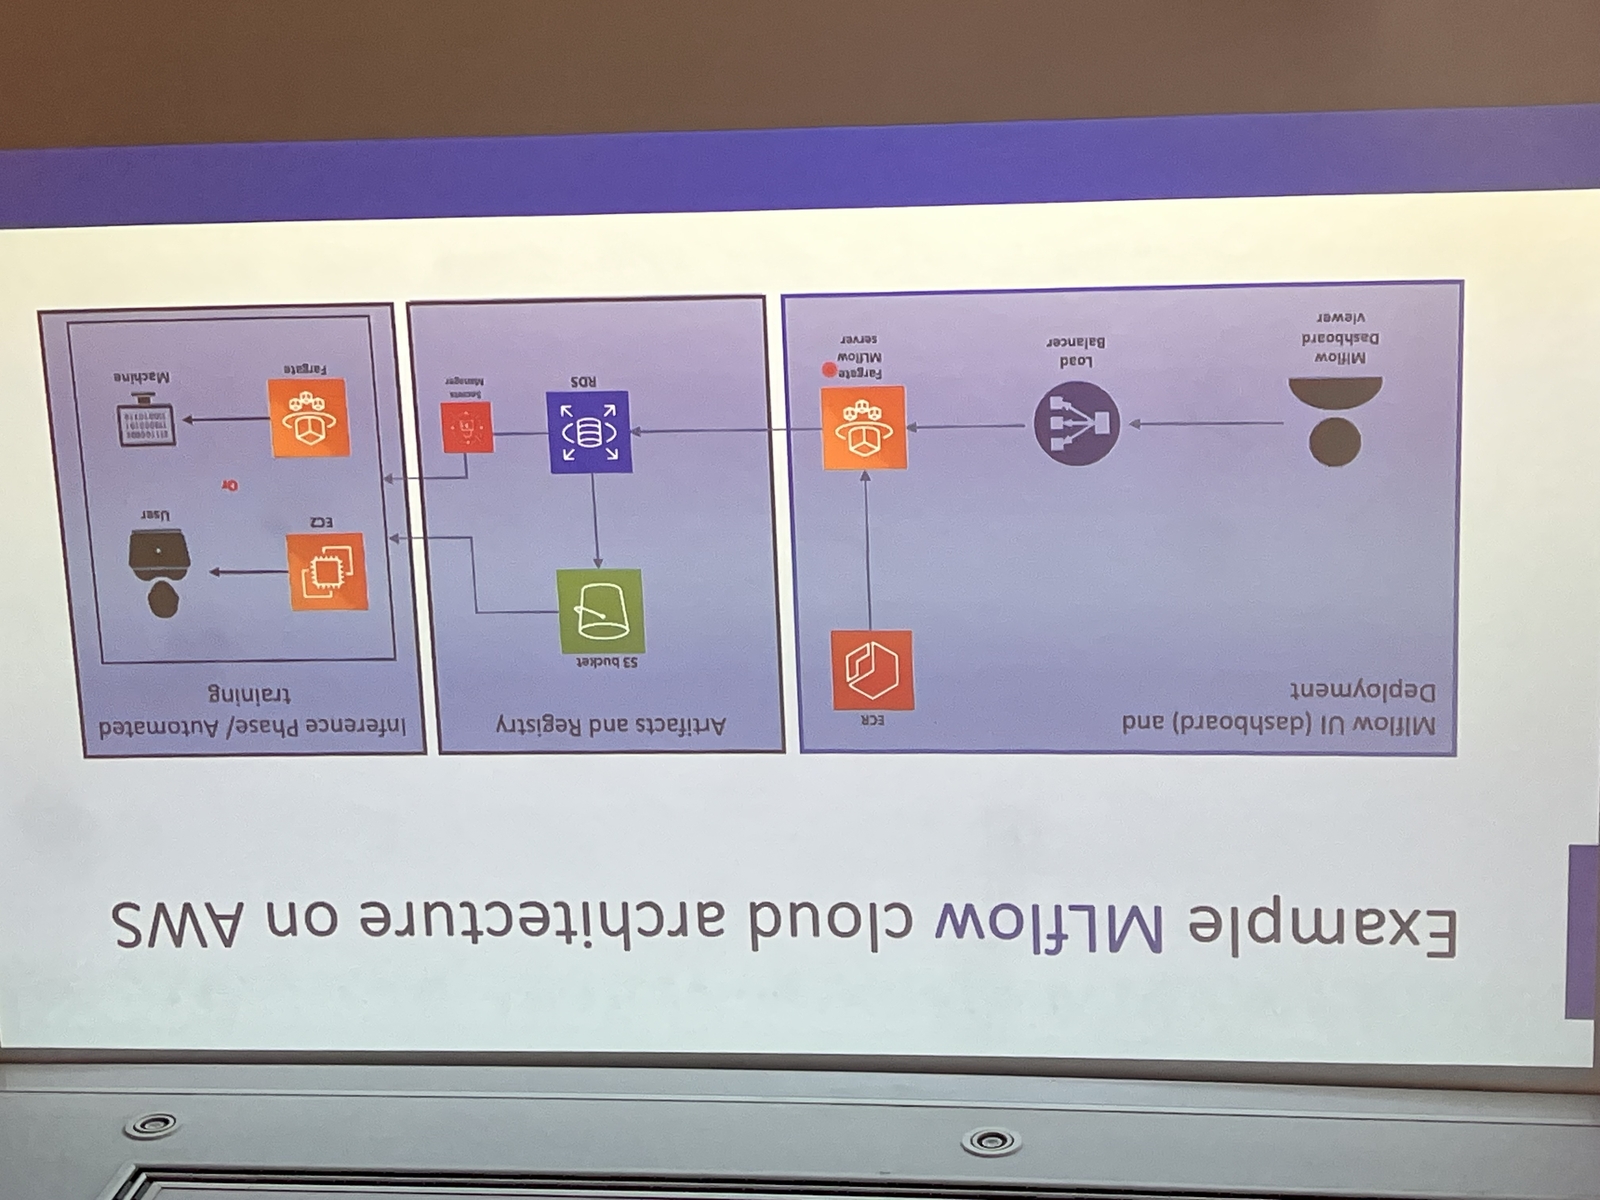 Example MLflow cloud architecture on AWS
Mlflow UI (dashboard) and
Deployment
ECR
Mlflow
Dashboard
viewer
Load
Balancer
Fargate
MLflow
server
Artifacts and Registry
S3 bucket
RDS
Secrets
Manager
Inference Phase/ Automated
training
EC2
User
Or
Fargate
Machine